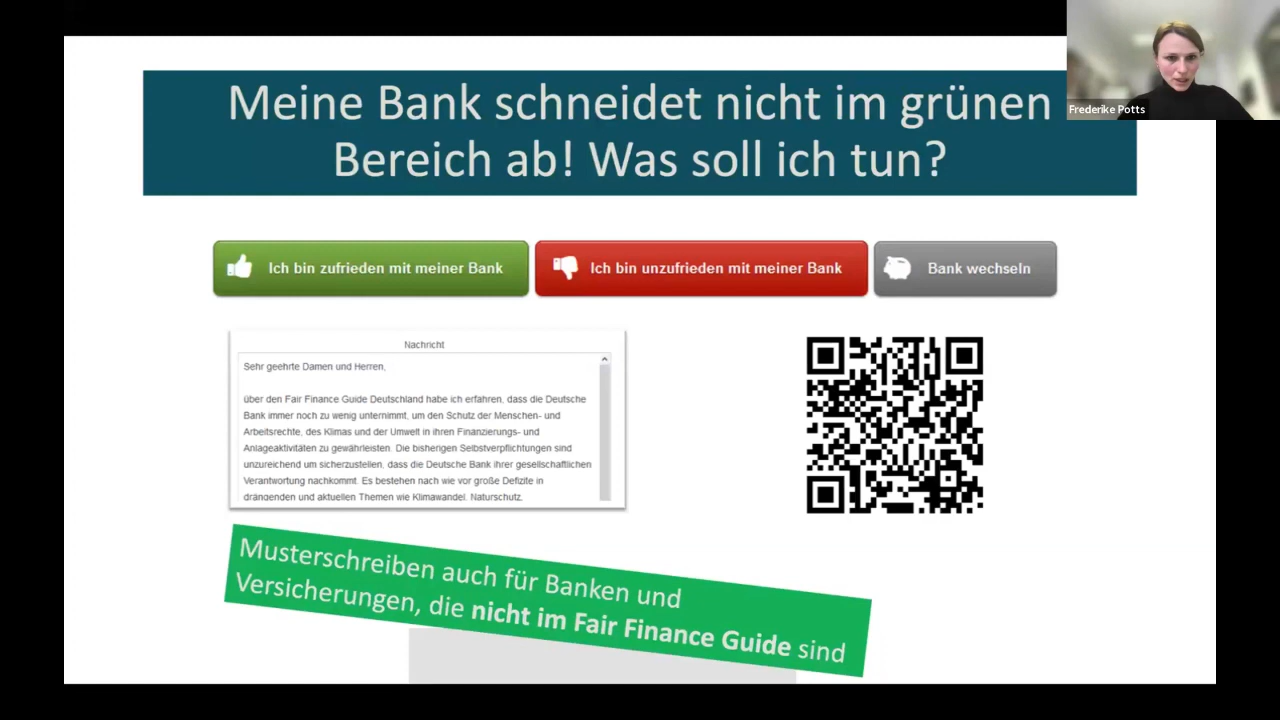 Meine Bank schneidet nicht im grünen
Bereich ab! Was soll ich tun?
Frederike Potts
Ich bin zufrieden mit meiner Bank
Ich bin unzufrieden mit meiner Bank
Bank wechseln
Nachricht
Sehr geehrte Damen und Herren,
über den Fair Finance Guide Deutschland habe ich erfahren, dass die Deutsche
Bank immer noch zu wenig unternimmt, um den Schutz der Menschen- und
Arbeitsrechte, des Klimas und der Umwelt in ihren Finanzierungs- und
Anlageaktivitäten zu gewährleisten. Die bisherigen Selbstverpflichtungen sind
unzureichend um sicherzustellen, dass die Deutsche Bank ihrer gesellschaftlichen
Verantwortung nachkommt. Es bestehen nach wie vor große Defizite in
drängenden und aktuellen Themen wie Klimawandel, Naturschutz,
Musterschreiben auch für Banken und
Versicherungen, die nicht im Fair Finance Guide sind